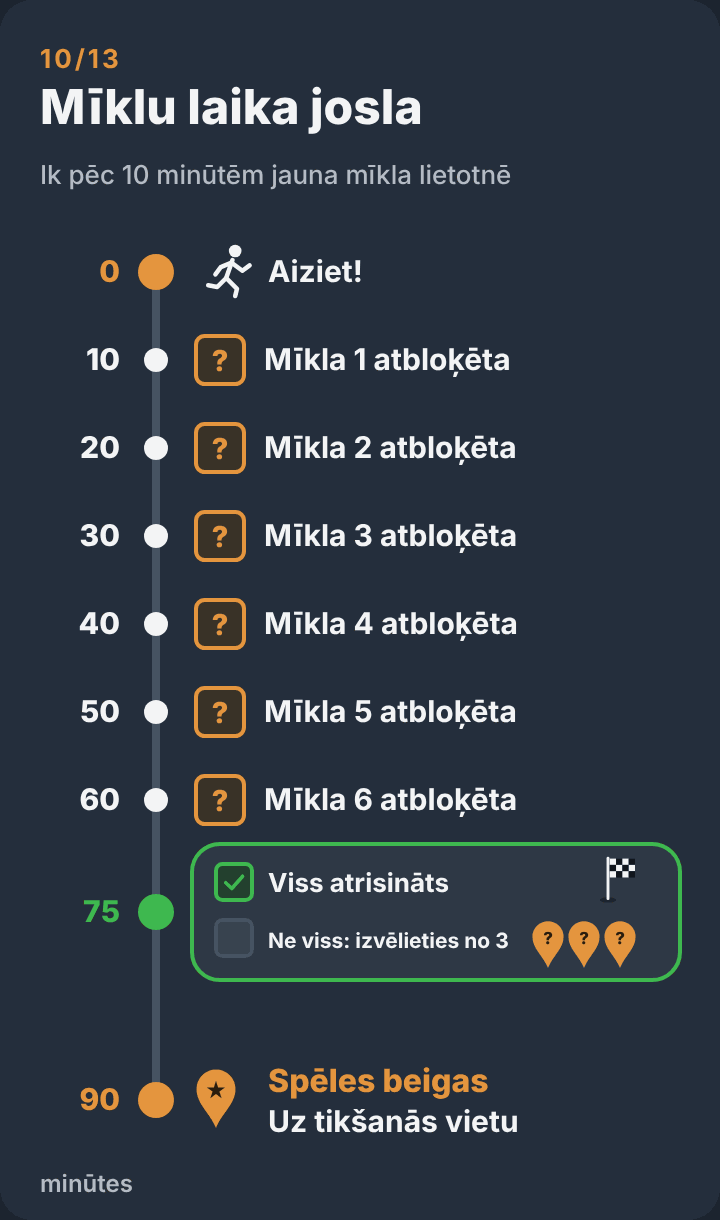 10/13
Mīklu laika josla
Ik pēc 10 minūtēm jauna mīkla lietotnē
0 Aiziet!
10 ? Mīkla 1 atbloķēta
20 ? Mīkla 2 atbloķēta
30 ? Mīkla 3 atbloķēta
40 ? Mīkla 4 atbloķēta
50 ? Mīkla 5 atbloķēta
60 ? Mīkla 6 atbloķēta
Viss atrisināts
75
Ne viss: izvēlieties no 3 ? ? ?
Spēles beigas
90
Uz tikšanās vietu
minūtes